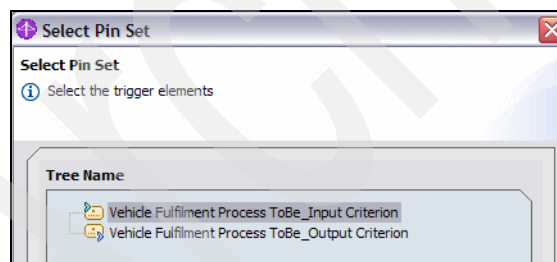 Select Pin Set
Select Pin Set
Select the trigger elements
Tree Name
Vehicle Fulfilment Process ToBe_Input Criterion
Vehicle Fulfilment Process ToBe_Output Criterion